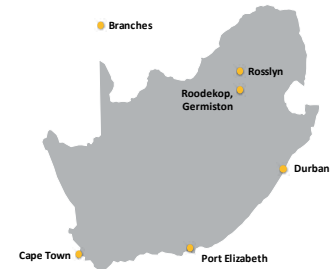 Branches
Rosslyn
Roodekop,
Germiston
Durban
Cape Town
Port Elizabeth